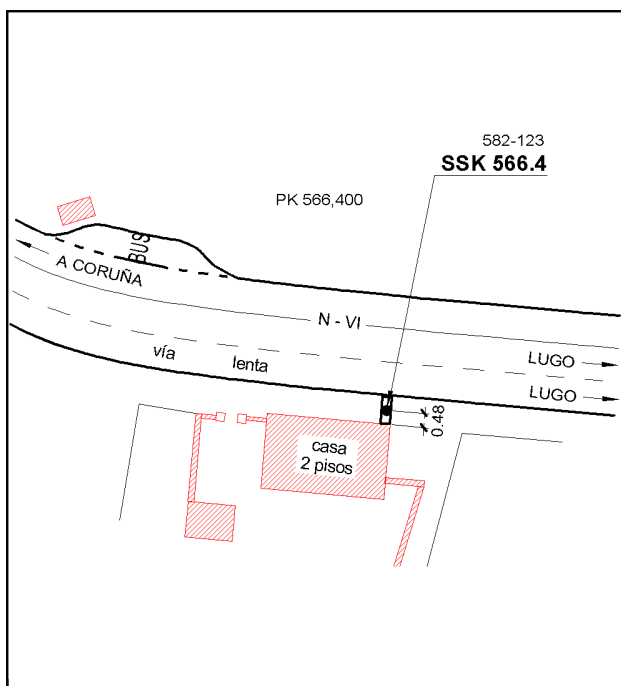 582-123
SSK 566.4
PK 566,400
BUS
A CORUÑA
N - VI
vía lenta
LUGO
LUGO
0.48
casa
2 pisos